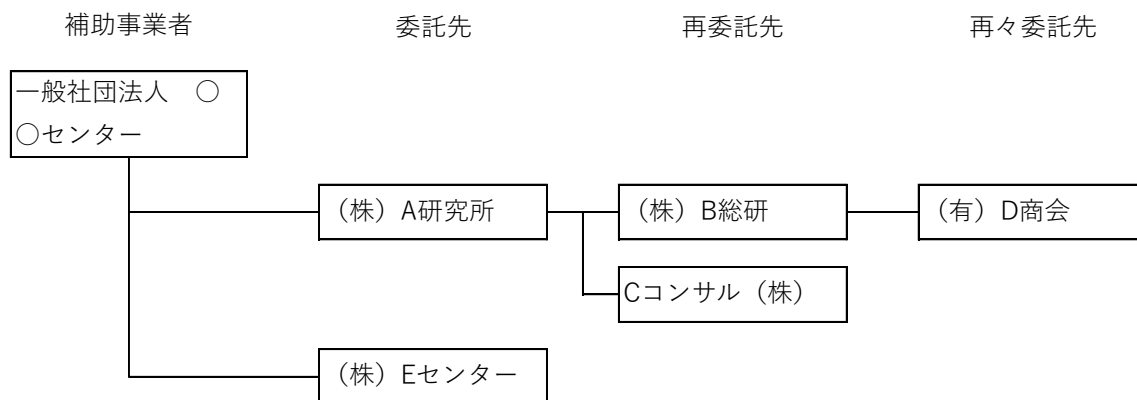 補助事業者 委託先 再委託先 再々委託先
一般社団法人　○
○センター
（株）A研究所 （株）B総研 （有）D商会
Cコンサル（株）
（株）Eセンター